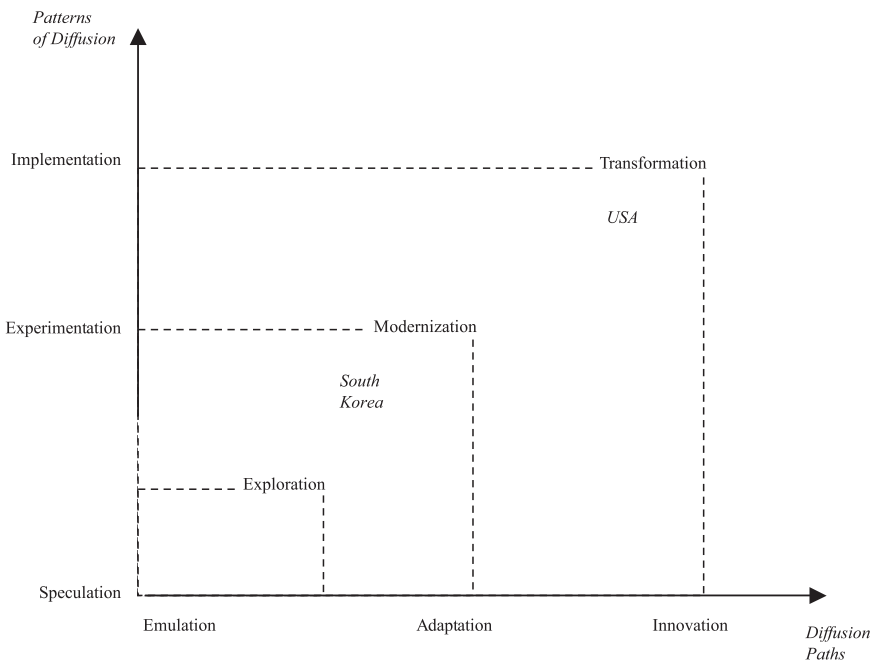 Patterns
of Diffusion
Implementation
Transformation
USA
Experimentation
Modernization
South
Korea
Exploration
Speculation
Emulation
Adaptation
Innovation
Diffusion
Paths